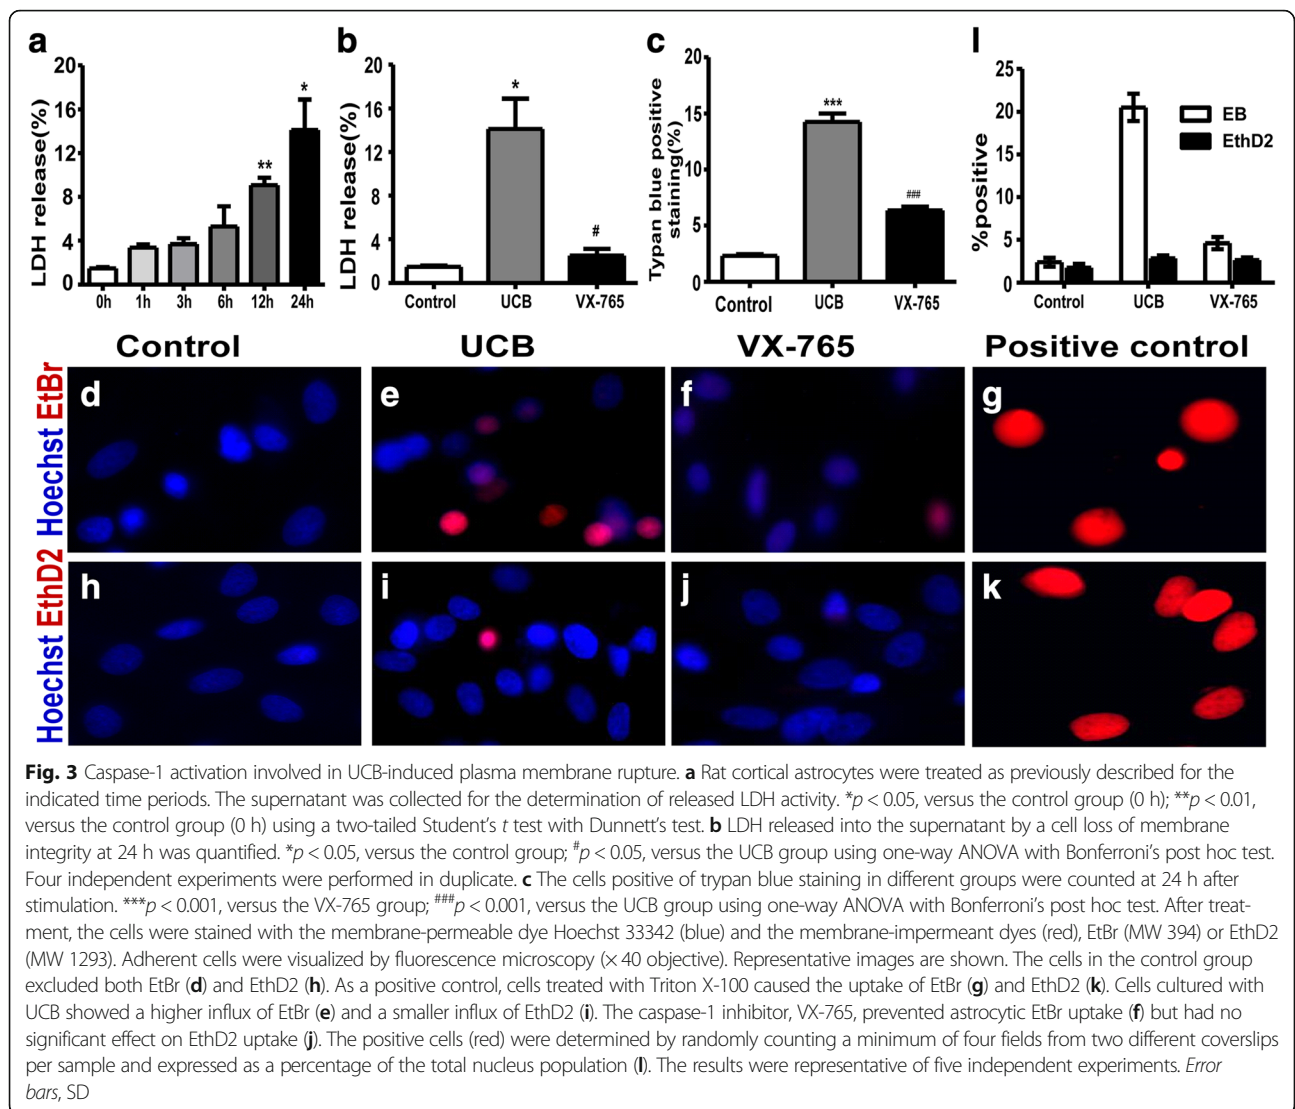 a
LDH release(%)
20
16
12
8
4
0
*
**
0h 1h 3h 6h 12h 24h
b
LDH release(%)
20
16
12
8
4
0
*
#
Control UCB VX-765
c
Typan blue positive
staining(%)
20
15
10
5
0
***
###
Control UCB VX-765
l
%positive
25
20
15
10
5
0
EB
EthD2
Control UCB VX-765
Control UCB VX-765 Positive control
Hoechst EtBr
d e f g
Hoechst EthD2
h i j k
Fig. 3 Caspase-1 activation involved in UCB-induced plasma membrane rupture. a Rat cortical astrocytes were treated as previously described for the
indicated time periods. The supernatant was collected for the determination of released LDH activity. *p < 0.05, versus the control group (0 h); **p < 0.01,
versus the control group (0 h) using a two-tailed Student's t test with Dunnett's test. b LDH released into the supernatant by a cell loss of membrane
integrity at 24 h was quantified. *p < 0.05, versus the control group; #p < 0.05, versus the UCB group using one-way ANOVA with Bonferroni's post hoc test.
Four independent experiments were performed in duplicate. c The cells positive of trypan blue staining in different groups were counted at 24 h after
stimulation. ***p < 0.001, versus the VX-765 group; ###p < 0.001, versus the UCB group using one-way ANOVA with Bonferroni's post hoc test. After treat-
ment, the cells were stained with the membrane-permeable dye Hoechst 33342 (blue) and the membrane-impermeant dyes (red), EtBr (MW 394) or EthD2
(MW 1293). Adherent cells were visualized by fluorescence microscopy (× 40 objective). Representative images are shown. The cells in the control group
excluded both EtBr (d) and EthD2 (h). As a positive control, cells treated with Triton X-100 caused the uptake of EtBr (g) and EthD2 (k). Cells cultured with
UCB showed a higher influx of EtBr (e) and a smaller influx of EthD2 (i). The caspase-1 inhibitor, VX-765, prevented astrocytic EtBr uptake (f) but had no
significant effect on EthD2 uptake (j). The positive cells (red) were determined by randomly counting a minimum of four fields from two different coverslips
per sample and expressed as a percentage of the total nucleus population (l). The results were representative of five independent experiments. Error
bars, SD